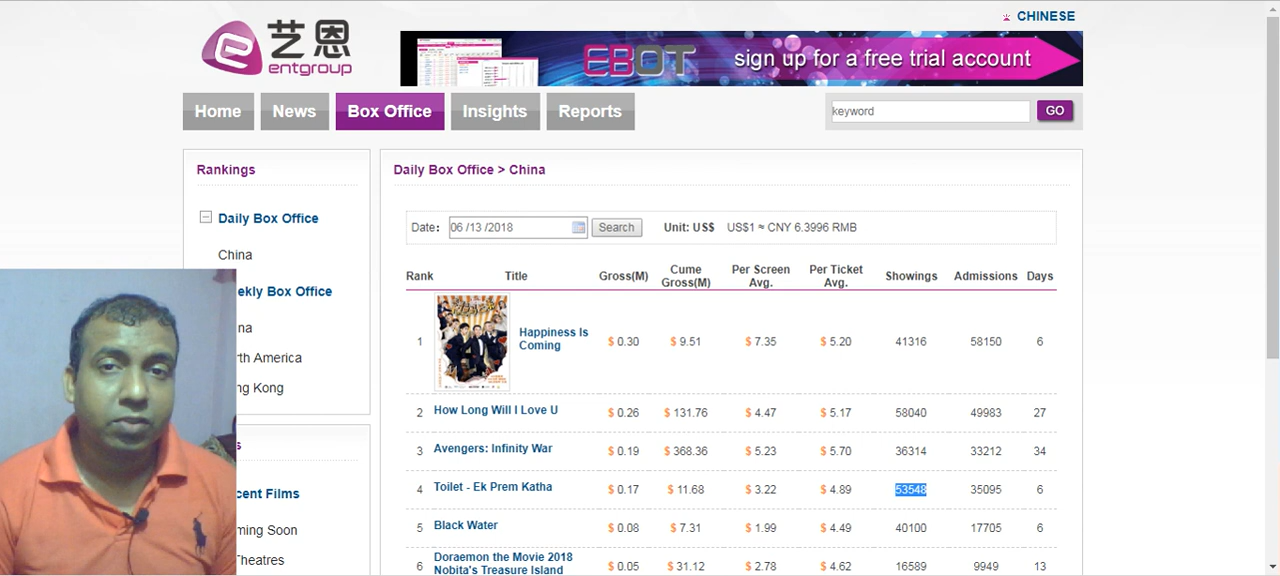 CHINESE
艺恩
entgroup
EBOT sign up for a free trial account
Home News Box Office Insights Reports
keyword GO
Rankings
Daily Box Office
China
ekly Box Office
na
rth America
ng Kong
s
cent Films
ming Soon
Theatres
Daily Box Office > China
Date: 06 /13 /2018 Search Unit: US$ US$1 ≈ CNY 6.3996 RMB
Rank Title Gross(M) Cume Gross(M) Per Screen Avg. Per Ticket Avg. Showings Admissions Days
1 Happiness Is Coming $ 0.30 $ 9.51 $ 7.35 $ 5.20 41316 58150 6
2 How Long Will I Love U $ 0.26 $ 131.76 $ 4.47 $ 5.17 58040 49983 27
3 Avengers: Infinity War $ 0.19 $ 368.36 $ 5.23 $ 5.70 36314 33212 34
4 Toilet - Ek Prem Katha $ 0.17 $ 11.68 $ 3.22 $ 4.89 53548 35095 6
5 Black Water $ 0.08 $ 7.31 $ 1.99 $ 4.49 40100 17705 6
6 Doraemon the Movie 2018 Nobita's Treasure Island $ 0.05 $ 31.12 $ 2.78 $ 4.62 16589 9949 13